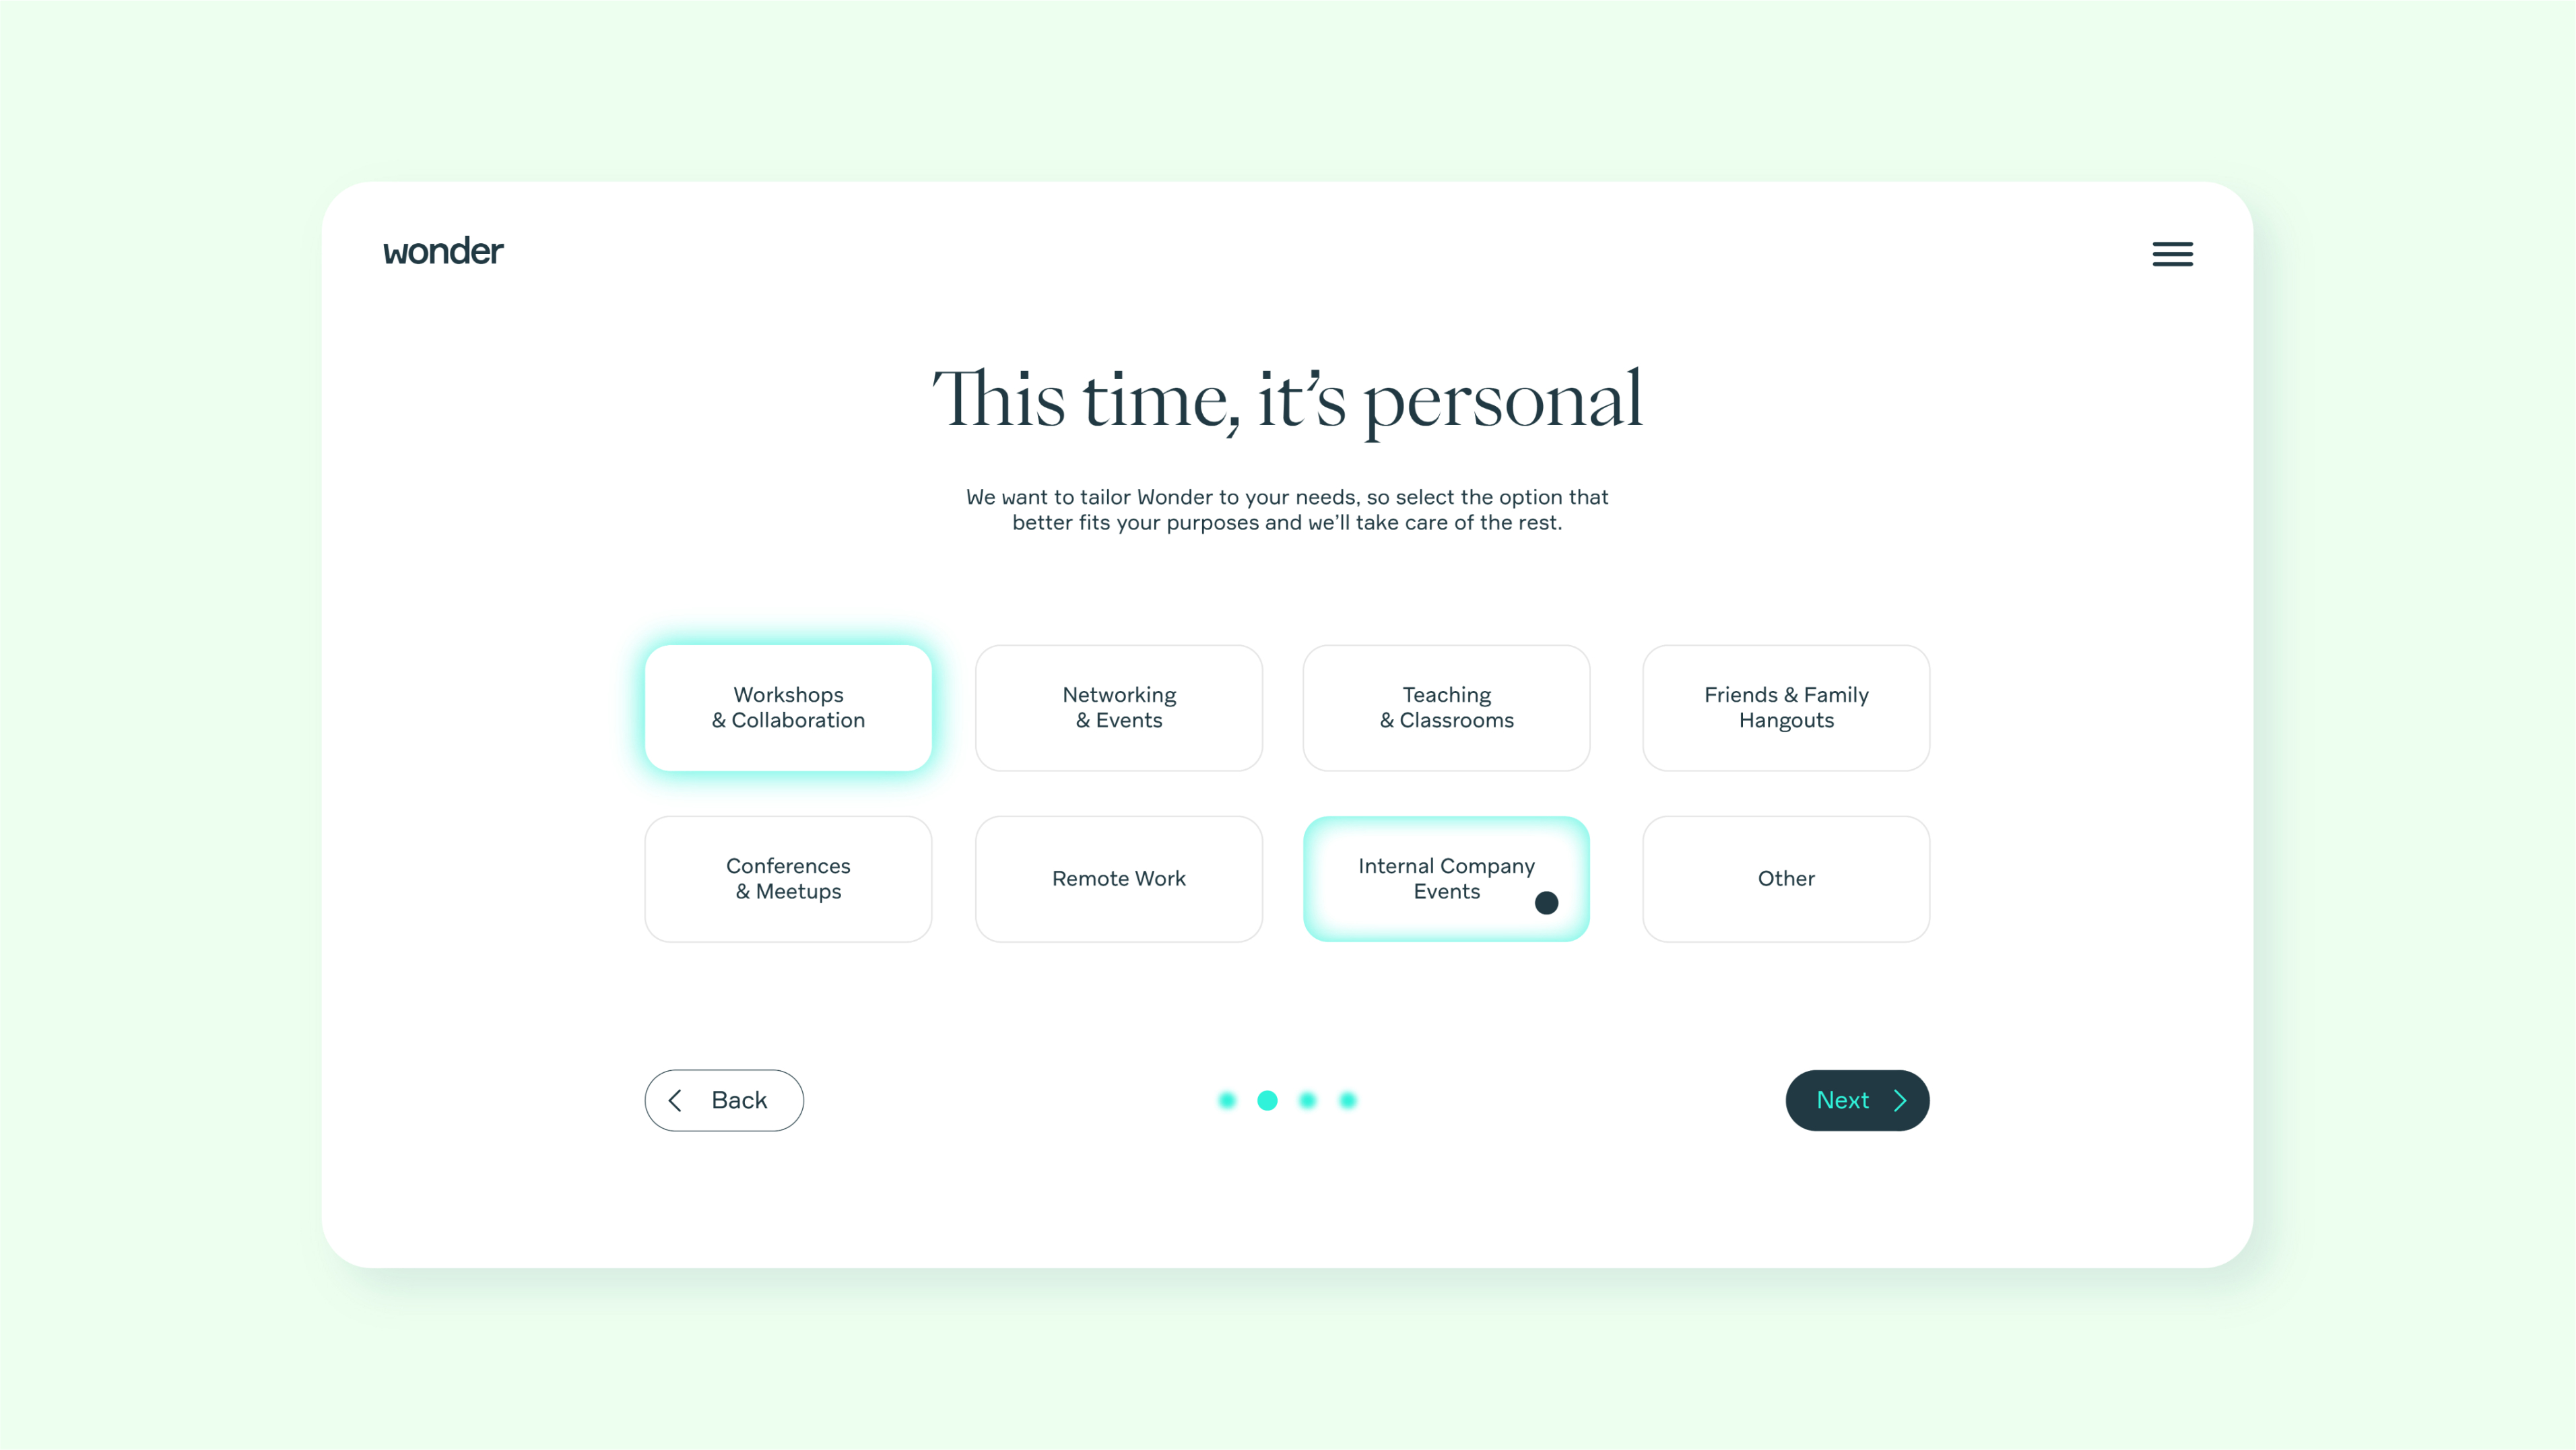 wonder
This time, it’s personal
We want to tailor Wonder to your needs, so select the option that
better fits your purposes and we’ll take care of the rest.
Workshops
& Collaboration
Networking
& Events
Teaching
& Classrooms
Friends & Family
Hangouts
Conferences
& Meetups
Remote Work
Internal Company
Events
Other
Back
Next